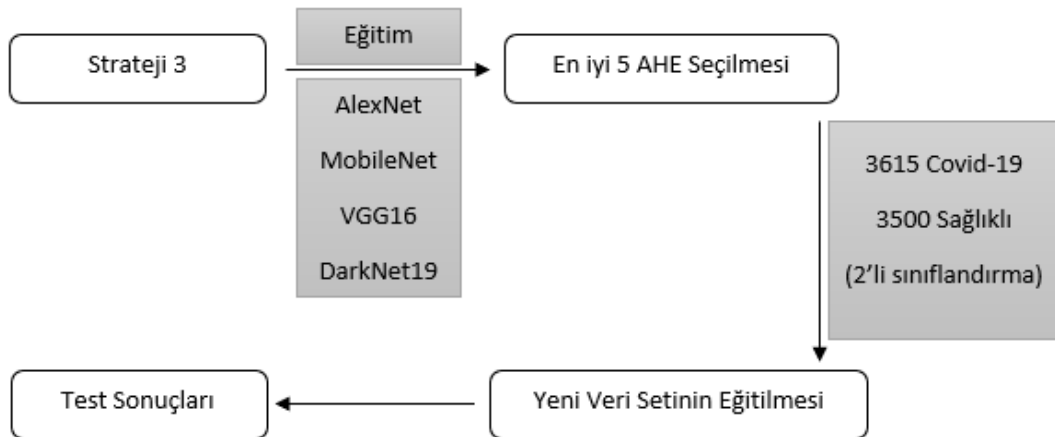 Strateji 3
Eğitim
AlexNet
MobileNet
VGG16
DarkNet19
En iyi 5 AHE Seçilmesi
3615 Covid-19
3500 Sağlıklı
(2'li sınıflandırma)
Yeni Veri Setinin Eğitilmesi
Test Sonuçları